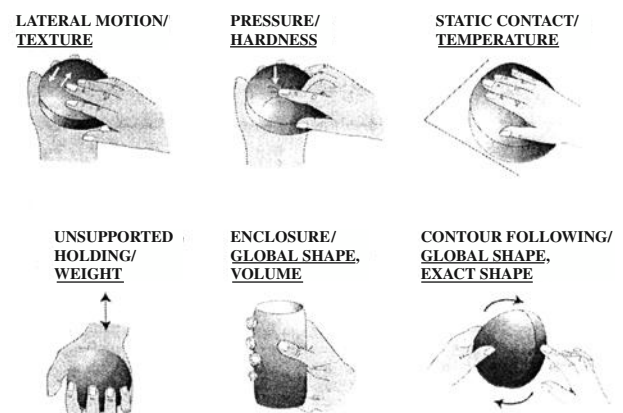 LATERAL MOTION/
TEXTURE
PRESSURE/
HARDNESS
STATIC CONTACT/
TEMPERATURE
UNSUPPORTED
HOLDING/
WEIGHT
ENCLOSURE/
GLOBAL SHAPE,
VOLUME
CONTOUR FOLLOWING/
GLOBAL SHAPE,
EXACT SHAPE